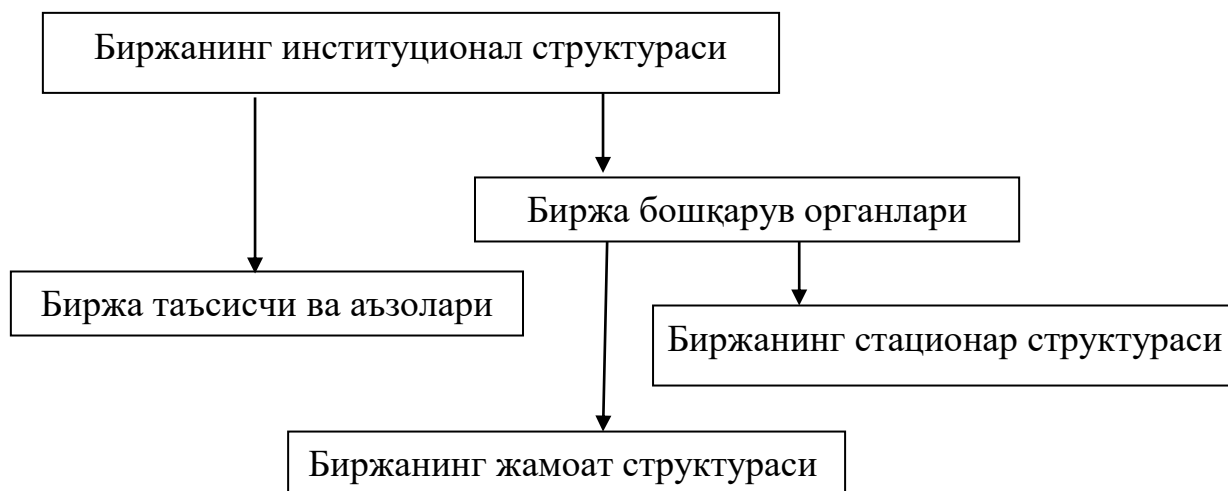 Биржанинг институционал структураси
Биржа бошқарув органлари
Биржа таъсисчи ва аъзолари
Биржанинг стационар структураси
Биржанинг жамоат структураси